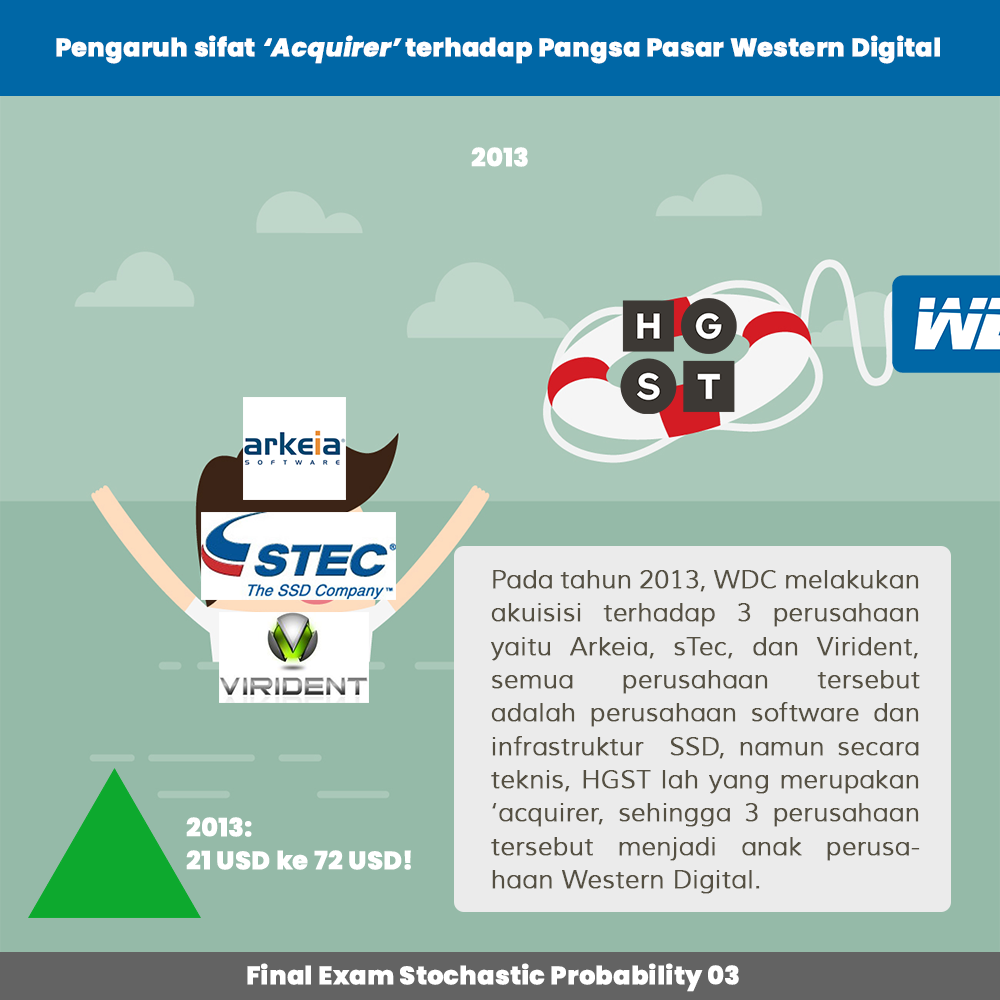 Pengaruh sifat ‘Acquirer’ terhadap Pangsa Pasar Western Digital
2013
H G
S T
arkeia
SOFTWARE
STEC®
The SSD Company™
VIRIDENT
Pada tahun 2013, WDC melakukan
akuisisi terhadap 3 perusahaan
yaitu Arkeia, sTec, dan Virident,
semua perusahaan tersebut
adalah perusahaan software dan
infrastruktur SSD, namun secara
teknis, HGST lah yang merupakan
‘acquirer, sehingga 3 perusahaan
tersebut menjadi anak perusa-
haan Western Digital.
2013:
21 USD ke 72 USD!
Final Exam Stochastic Probability 03